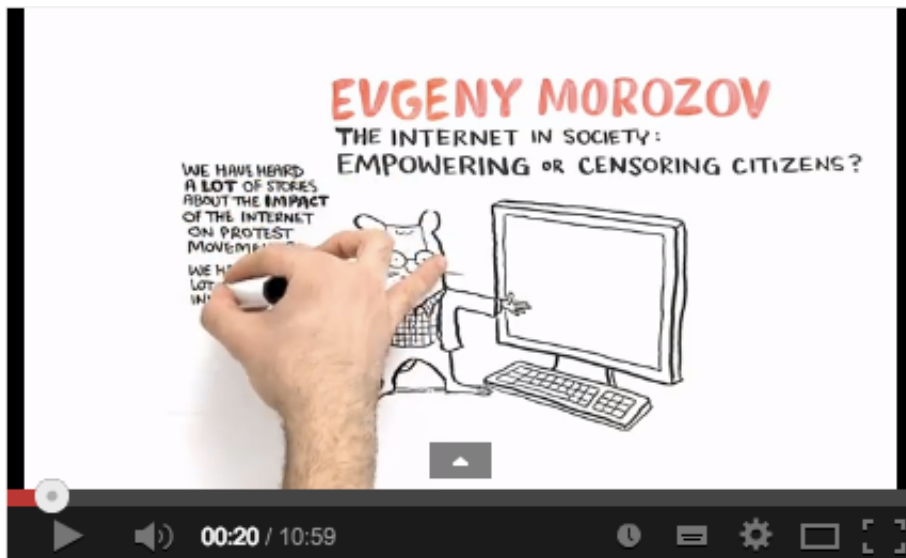 EVGENY MOROZOV
THE INTERNET IN SOCIETY:
EMPOWERING OR CENSORING CITIZENS?
WE HAVE HEARD
A LOT OF STORIES
ABOUT THE IMPACT
OF THE INTERNET
ON PROTEST
WE
LOT
00:20 / 10:59